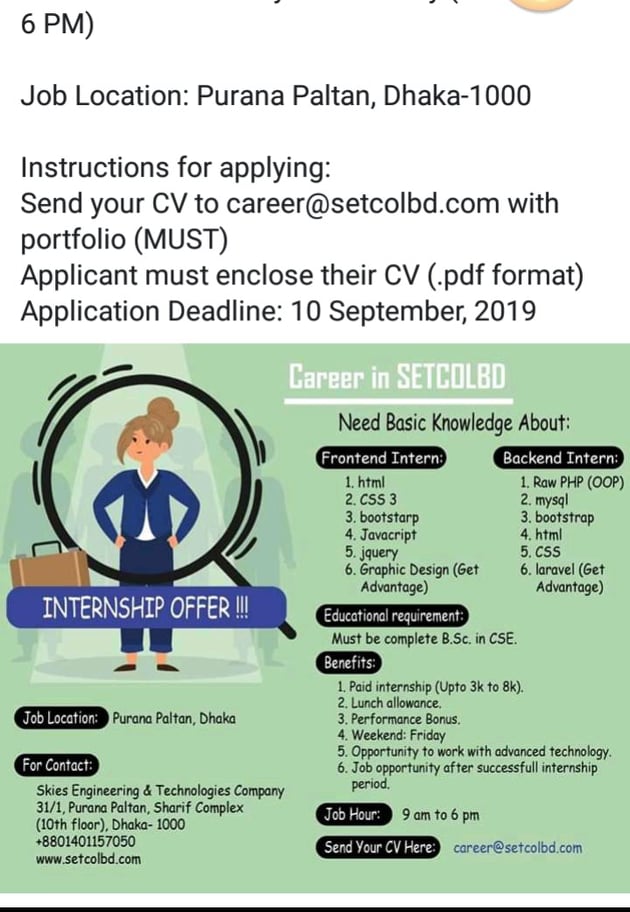 6 PM)
Job Location: Purana Paltan, Dhaka-1000
Instructions for applying:
Send your CV to career@setcolbd.com with
portfolio (MUST)
Applicant must enclose their CV (.pdf format)
Application Deadline: 10 September, 2019
Career in SETCOLBD
Need Basic Knowledge About:
Frontend Intern:
1. html
2. CSS 3
3. bootstarp
4. Javacript
5. jquery
6. Graphic Design (Get
Advantage)
Backend Intern:
1. Raw PHP (OOP)
2. mysql
3. bootstrap
4. html
5. CSS
6. laravel (Get
Advantage)
INTERNSHIP OFFER !!!
Educational requirement:
Must be complete B.Sc. in CSE.
Benefits:
1. Paid internship (Upto 3k to 8k).
2. Lunch allowance.
3. Performance Bonus.
4. Weekend: Friday
5. Opportunity to work with advanced technology.
6. Job opportunity after successfull internship
period.
Job Location: Purana Paltan, Dhaka
For Contact:
Skies Engineering & Technologies Company
31/1, Purana Paltan, Sharif Complex
(10th floor), Dhaka- 1000
+8801401157050
www.setcolbd.com
Job Hour: 9 am to 6 pm
Send Your CV Here: career@setcolbd.com